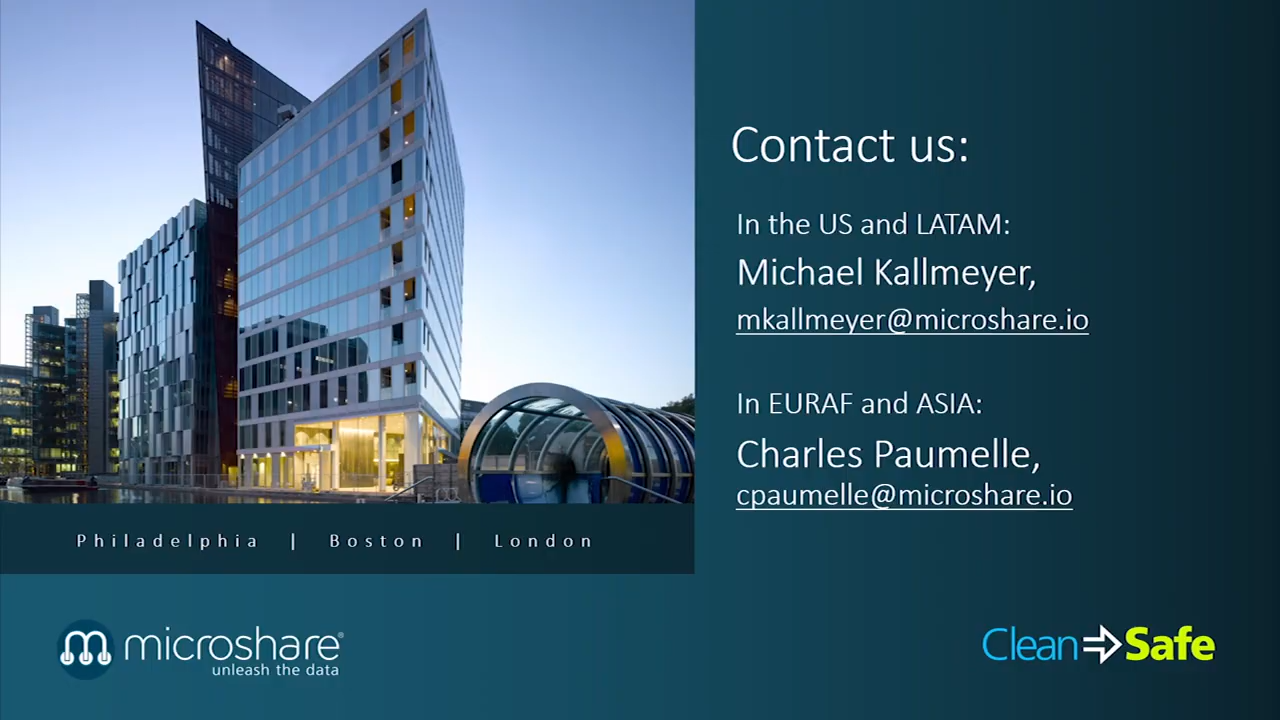 Contact us:
In the US and LATAM:
Michael Kallmeyer,
mkallmeyer@microshare.io
In EURAF and ASIA:
Charles Paumelle,
cpaumelle@microshare.io
Philadelphia | Boston | London
microshare®
unleash the data
Clean Safe